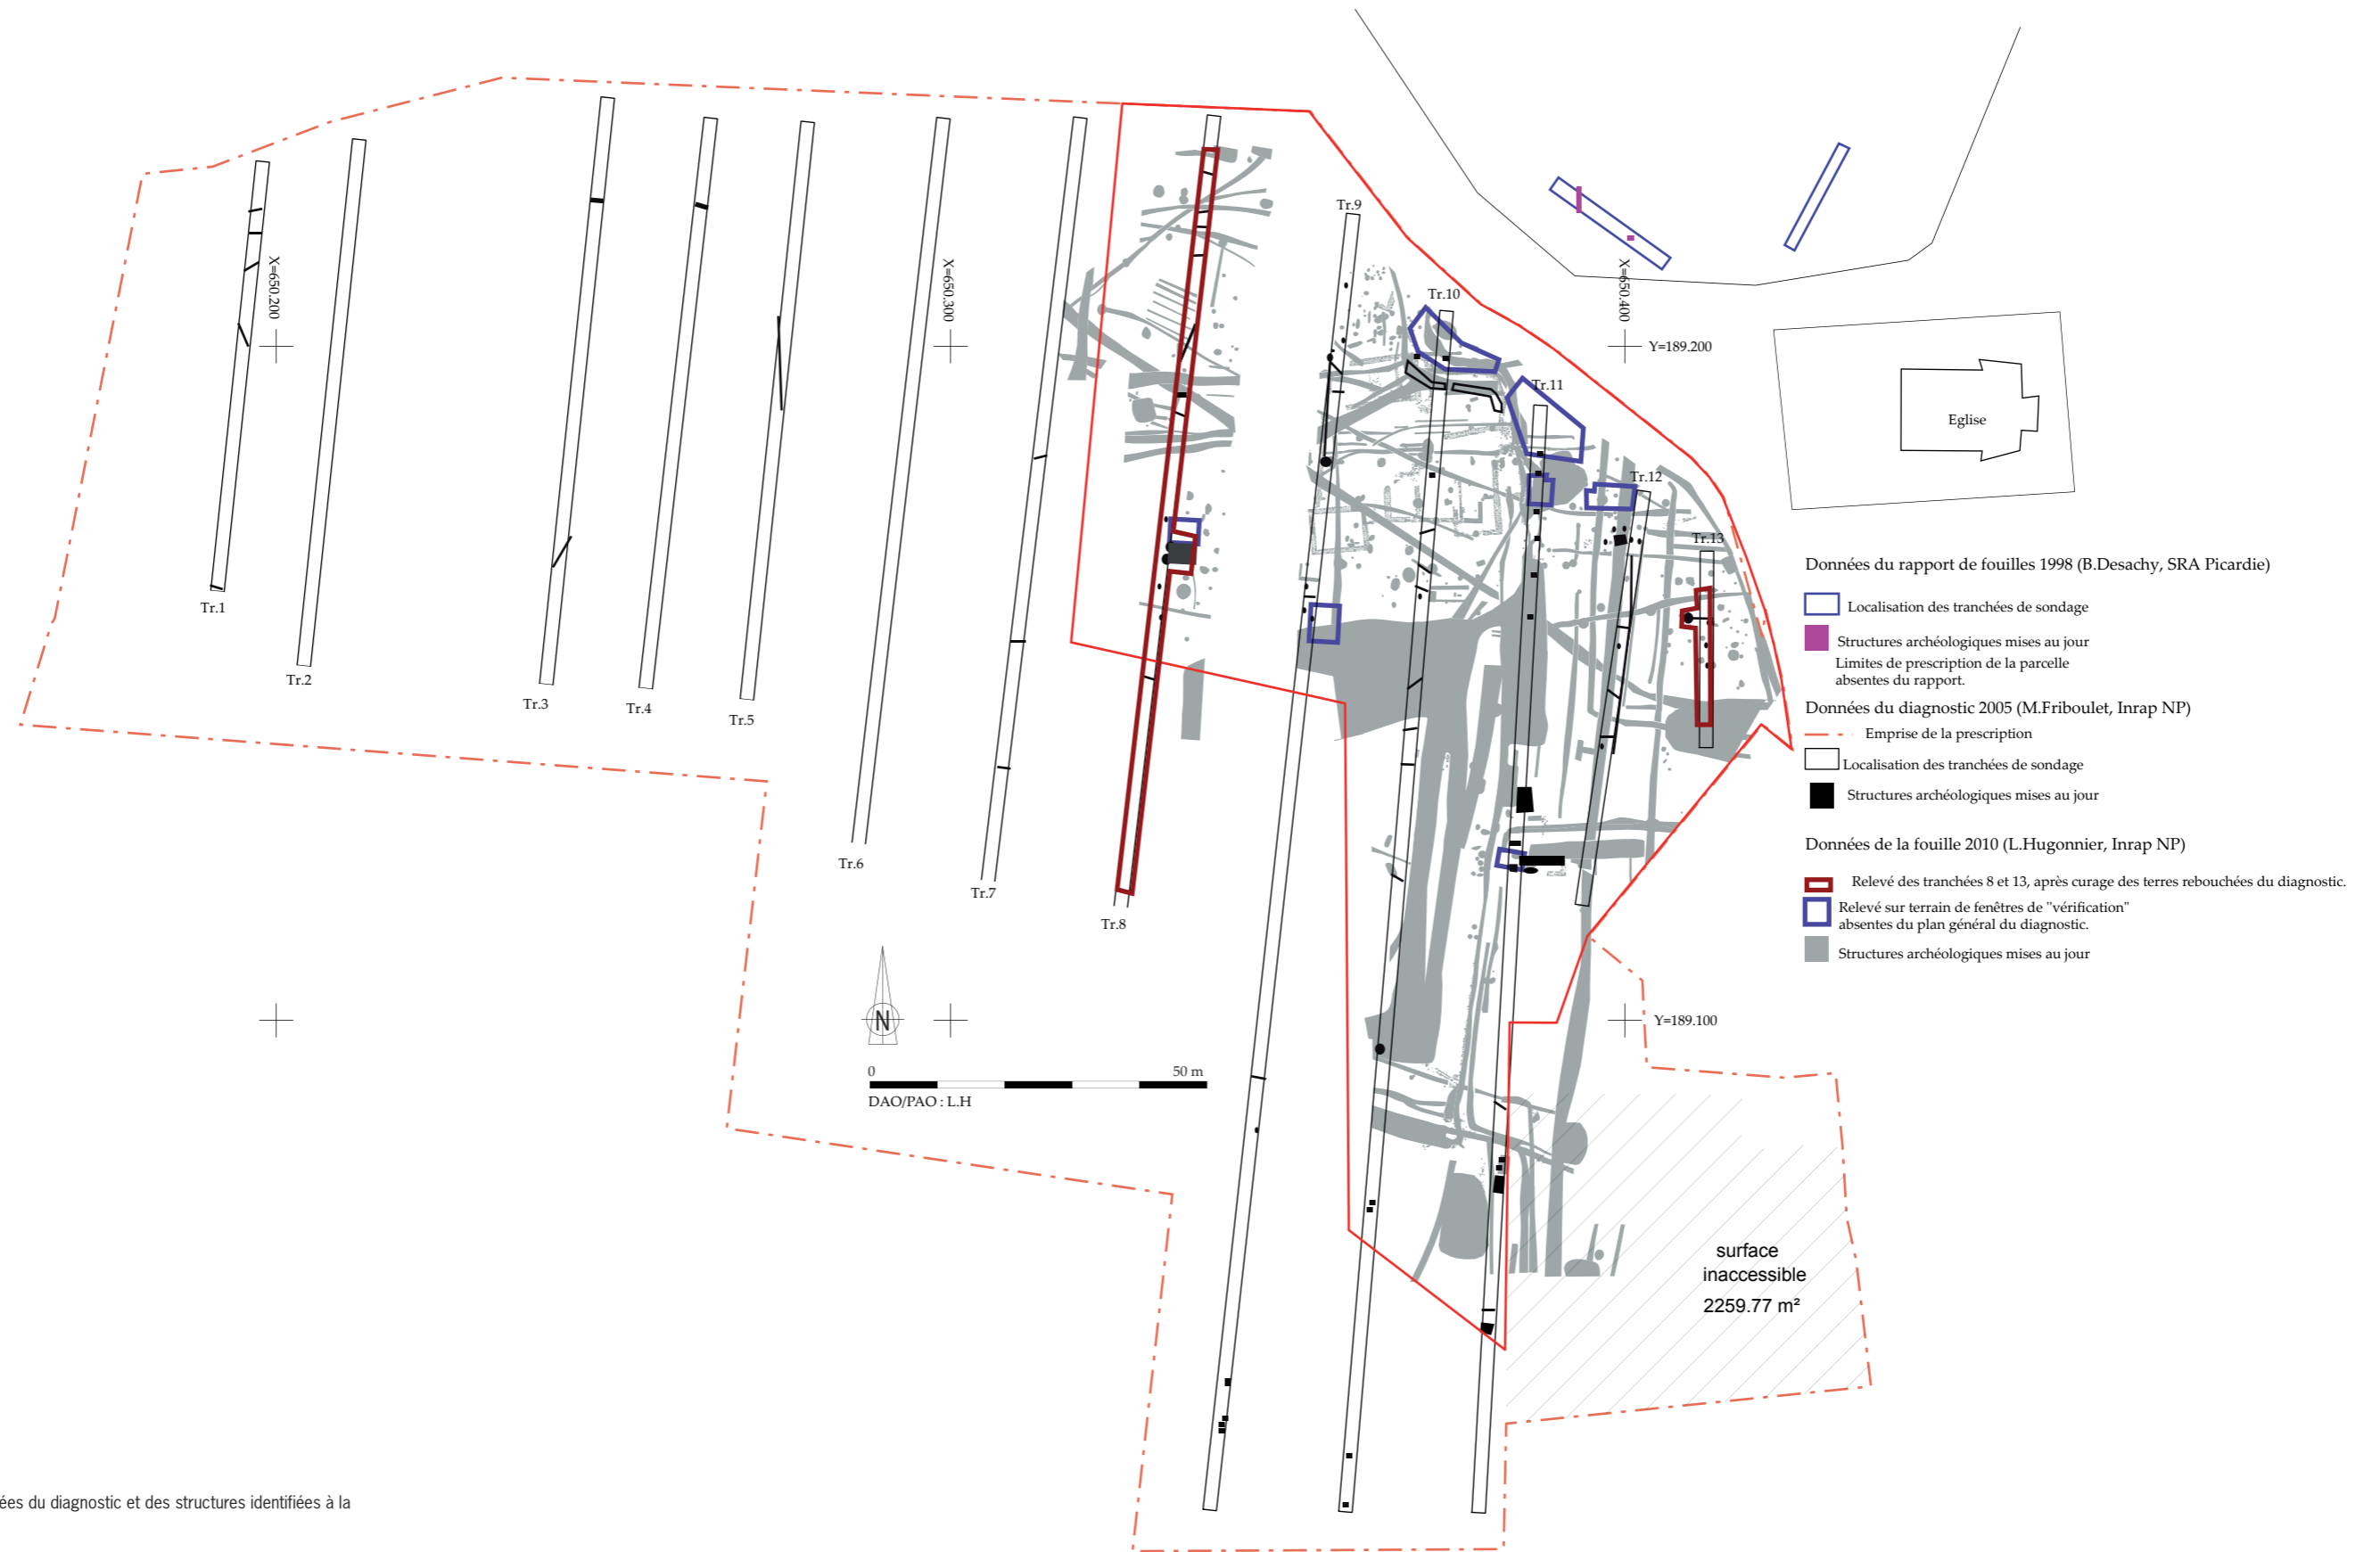 Tr.9
X=650.200
X=650.300
X=650.400
Tr.10
Y=189.200
Tr.11
Eglise
Tr.12
Tr.13
Tr.1
Tr.2
Tr.3
Tr.4
Tr.5
Tr.6
Tr.7
Tr.8
Données du rapport de fouilles 1998 (B.Desachy, SRA Picardie)
Localisation des tranchées de sondage
Structures archéologiques mises au jour
Limites de prescription de la parcelle
absentes du rapport.
Données du diagnostic 2005 (M.Friboulet, Inrap NP)
Emprise de la prescription
Localisation des tranchées de sondage
Structures archéologiques mises au jour
Données de la fouille 2010 (L.Hugonnier, Inrap NP)
Relevé des tranchées 8 et 13, après curage des terres rebouchées du diagnostic.
Relevé sur terrain de fenêtres de "vérification"
absentes du plan général du diagnostic.
Structures archéologiques mises au jour
N
Y=189.100
0 50 m
DAO/PAO : L.H
surface
inaccessible
2259.77 m²
ées du diagnostic et des structures identifiées à la